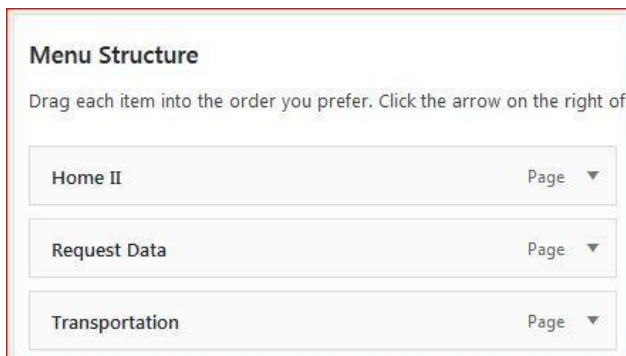 Menu Structure
Drag each item into the order you prefer. Click the arrow on the right of
Home II Page
Request Data Page
Transportation Page